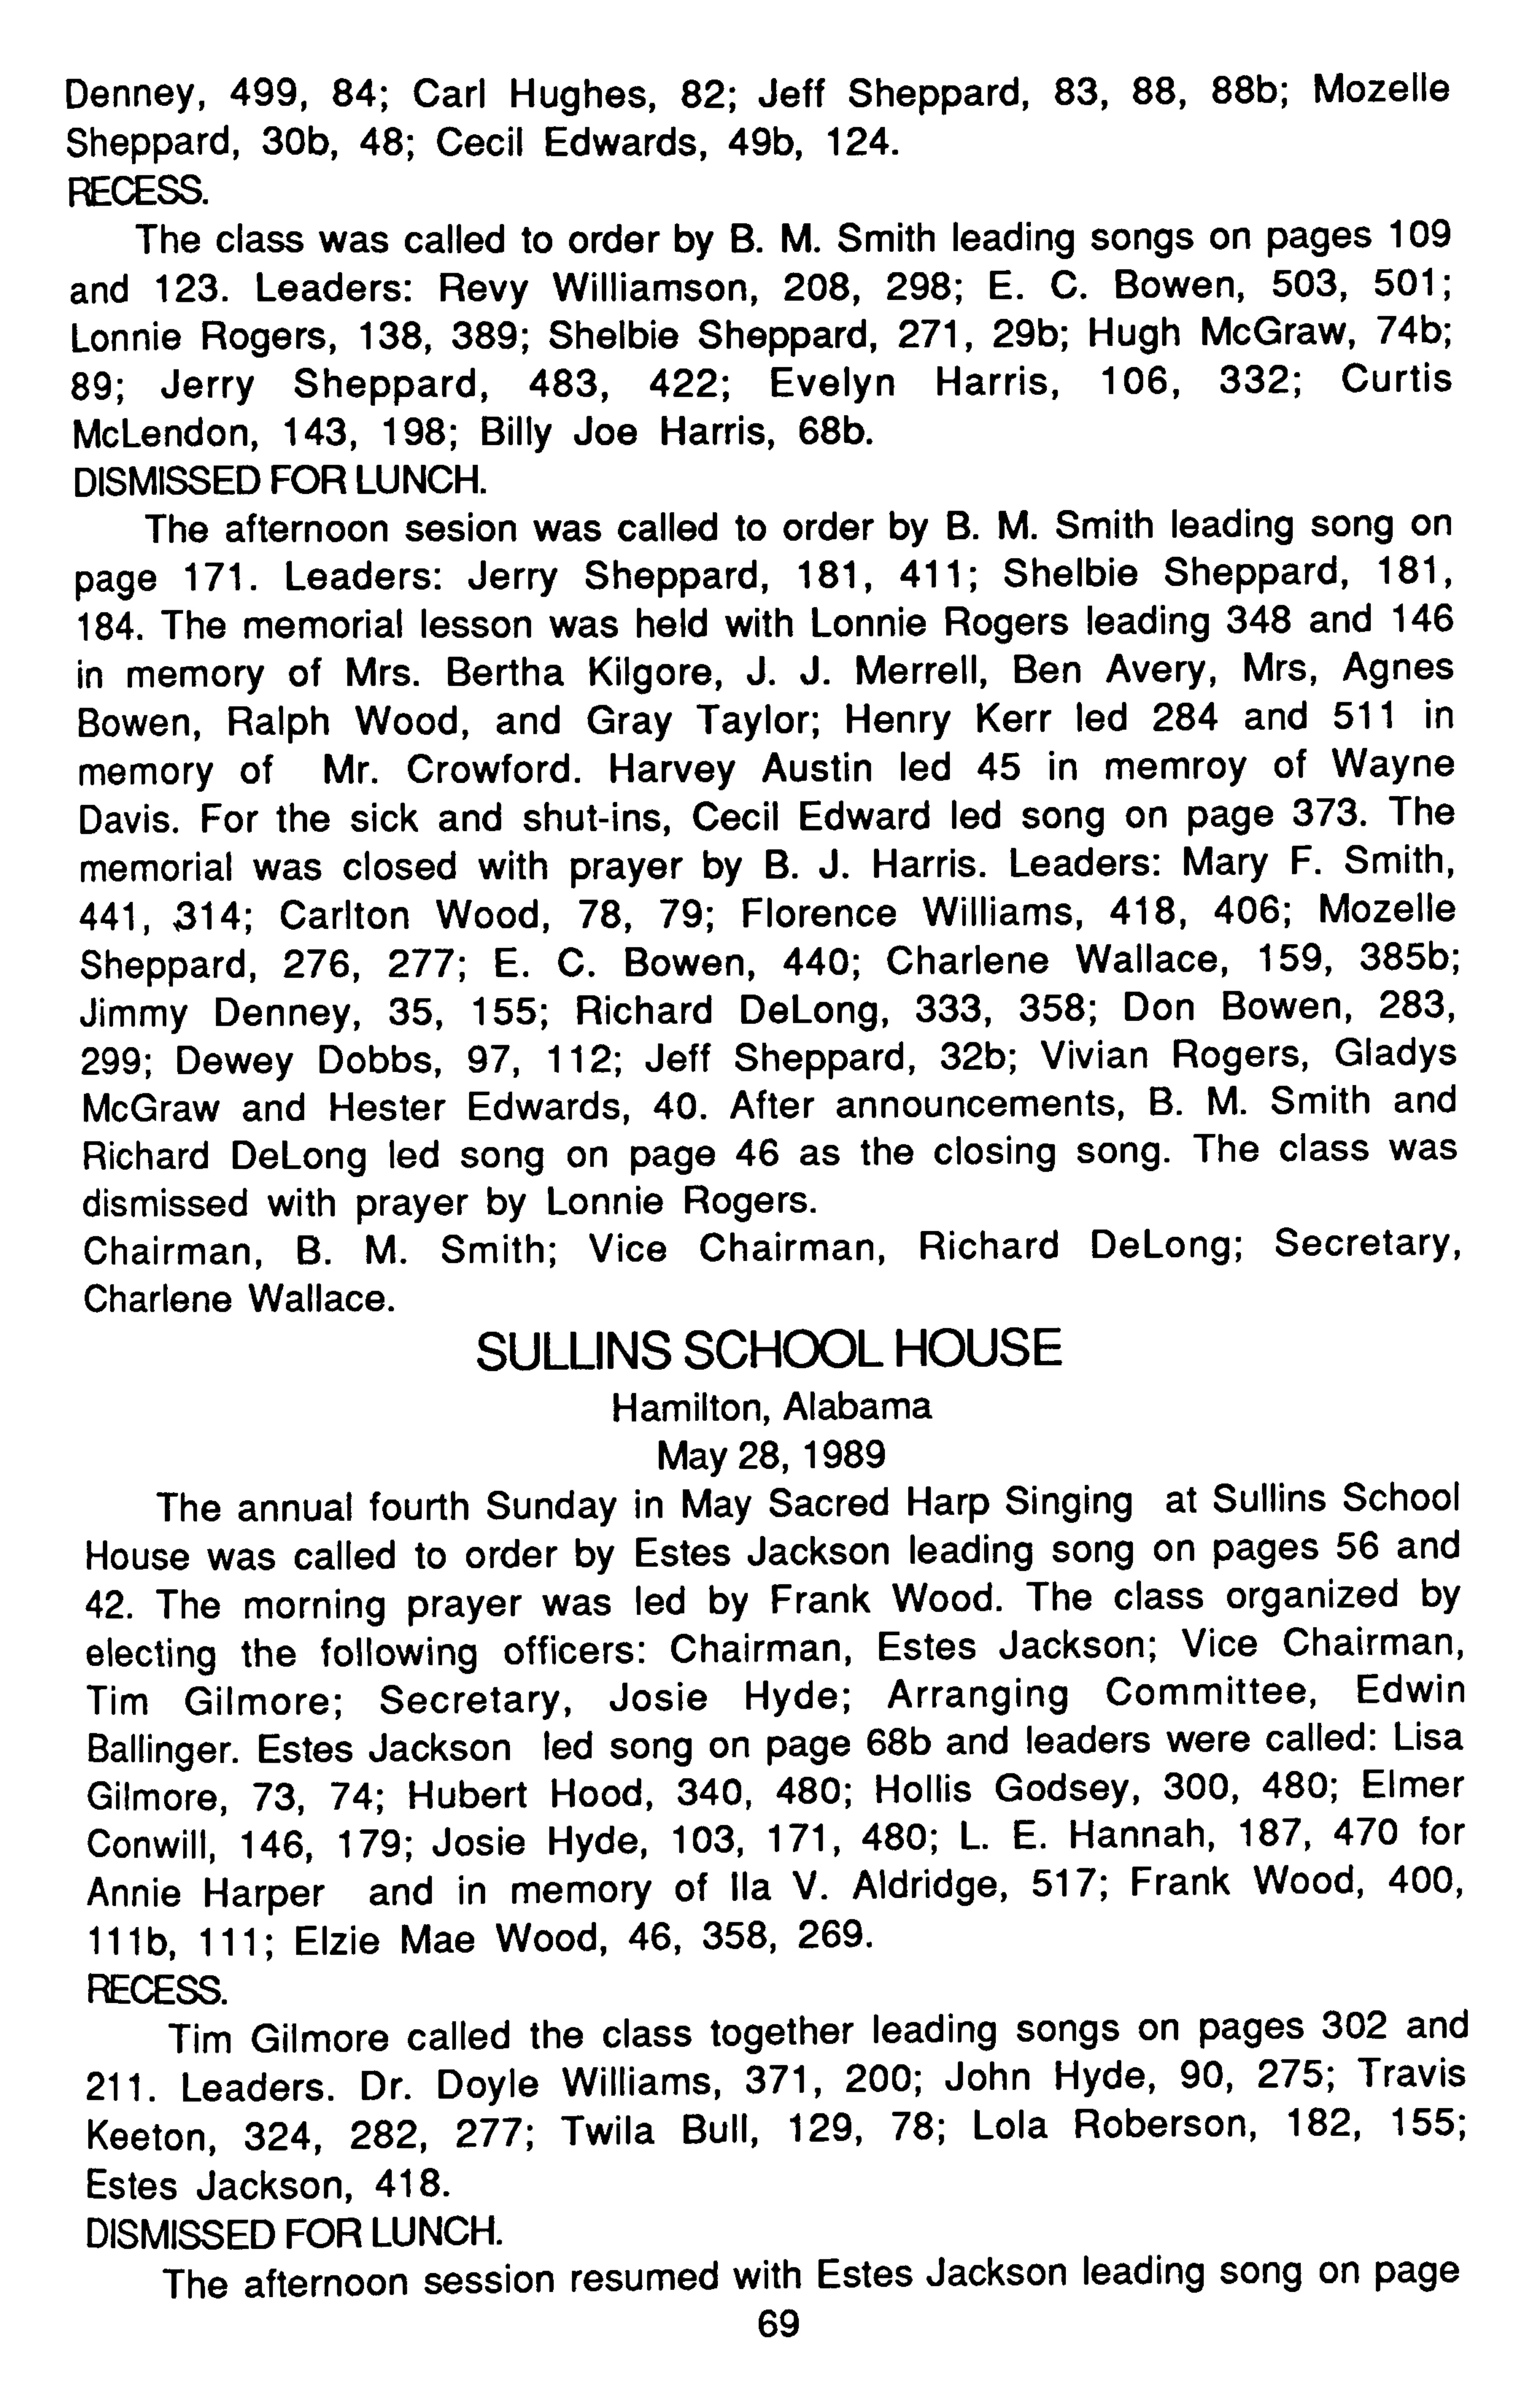 Denney, 499, 84; Carl Hughes, 82; Jeff Sheppard, 83, 88, 88b; Mozelle
Sheppard, 30b, 48; Cecil Edwards, 49b, 124.
RECESS.
The class was called to order by B. M. Smith leading songs on pages 109
and 123. Leaders: Revy Williamson, 208, 298; E. C. Bowen, 503, 501;
Lonnie Rogers, 138, 389; Shelbie Sheppard, 271, 29b; Hugh McGraw, 74b;
89; Jerry Sheppard, 483, 422; Evelyn Harris, 106, 332; Curtis
McLendon, 143, 198; Billy Joe Harris, 68b.
DISMISSED FOR LUNCH.
The afternoon sesion was called to order by B. M. Smith leading song on
page 171. Leaders: Jerry Sheppard, 181, 411; Shelbie Sheppard, 181,
184. The memorial lesson was held with Lonnie Rogers leading 348 and 146
in memory of Mrs. Bertha Kilgore, J. J. Merrell, Ben Avery, Mrs, Agnes
Bowen, Ralph Wood, and Gray Taylor; Henry Kerr led 284 and 511 in
memory of Mr. Crowford. Harvey Austin led 45 in memroy of Wayne
Davis. For the sick and shut-ins, Cecil Edward led song on page 373. The
memorial was closed with prayer by B. J. Harris. Leaders: Mary F. Smith,
441, 314; Carlton Wood, 78, 79; Florence Williams, 418, 406; Mozelle
Sheppard, 276, 277; E. C. Bowen, 440; Charlene Wallace, 159, 385b;
Jimmy Denney, 35, 155; Richard DeLong, 333, 358; Don Bowen, 283,
299; Dewey Dobbs, 97, 112; Jeff Sheppard, 32b; Vivian Rogers, Gladys
McGraw and Hester Edwards, 40. After announcements, B. M. Smith and
Richard DeLong led song on page 46 as the closing song. The class was
dismissed with prayer by Lonnie Rogers.
Chairman, B. M. Smith; Vice Chairman, Richard DeLong; Secretary,
Charlene Wallace.
SULLINS SCHOOL HOUSE
Hamilton, Alabama
May 28, 1989
The annual fourth Sunday in May Sacred Harp Singing at Sullins School
House was called to order by Estes Jackson leading song on pages 56 and
42. The morning prayer was led by Frank Wood. The class organized by
electing the following officers: Chairman, Estes Jackson; Vice Chairman,
Tim Gilmore; Secretary, Josie Hyde; Arranging Committee, Edwin
Ballinger. Estes Jackson led song on page 68b and leaders were called: Lisa
Gilmore, 73, 74; Hubert Hood, 340, 480; Hollis Godsey, 300, 480; Elmer
Conwill, 146, 179; Josie Hyde, 103, 171, 480; L. E. Hannah, 187, 470 for
Annie Harper and in memory of Ila V. Aldridge, 517; Frank Wood, 400,
111b, 111; Elzie Mae Wood, 46, 358, 269.
RECESS.
Tim Gilmore called the class together leading songs on pages 302 and
211. Leaders. Dr. Doyle Williams, 371, 200; John Hyde, 90, 275; Travis
Keeton, 324, 282, 277; Twila Bull, 129, 78; Lola Roberson, 182, 155;
Estes Jackson, 418.
DISMISSED FOR LUNCH.
The afternoon session resumed with Estes Jackson leading song on page
69